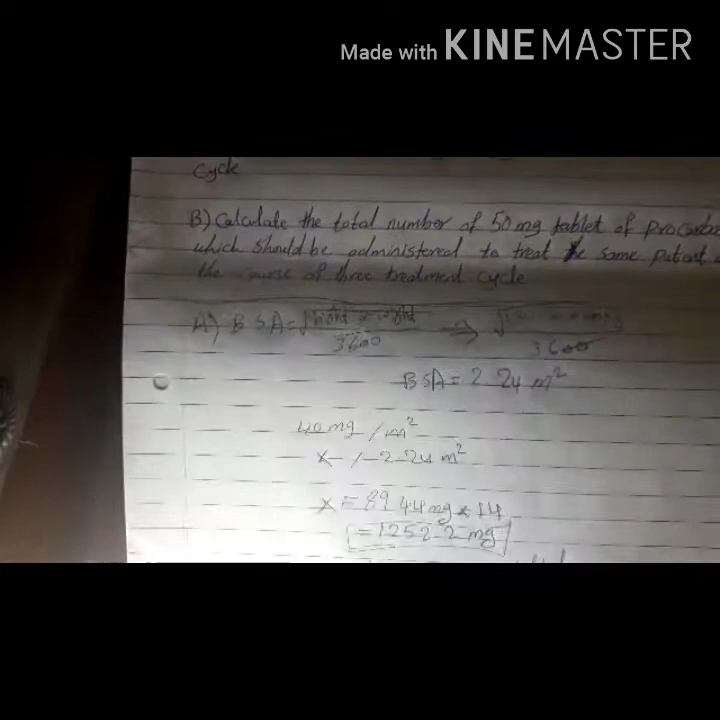 Made with KINEMASTER
cycle
B) Calculate the total number of 50 mg tablet of
which should be administered to treat same patient
the course of three treatment cycle
A) BSA = √ ⇒ √
3600 3600
BSA = 2.24 m²
40 mg / m²
x / 2.24 m²
x = 89.44 mg × 14
= 1252.2 mg